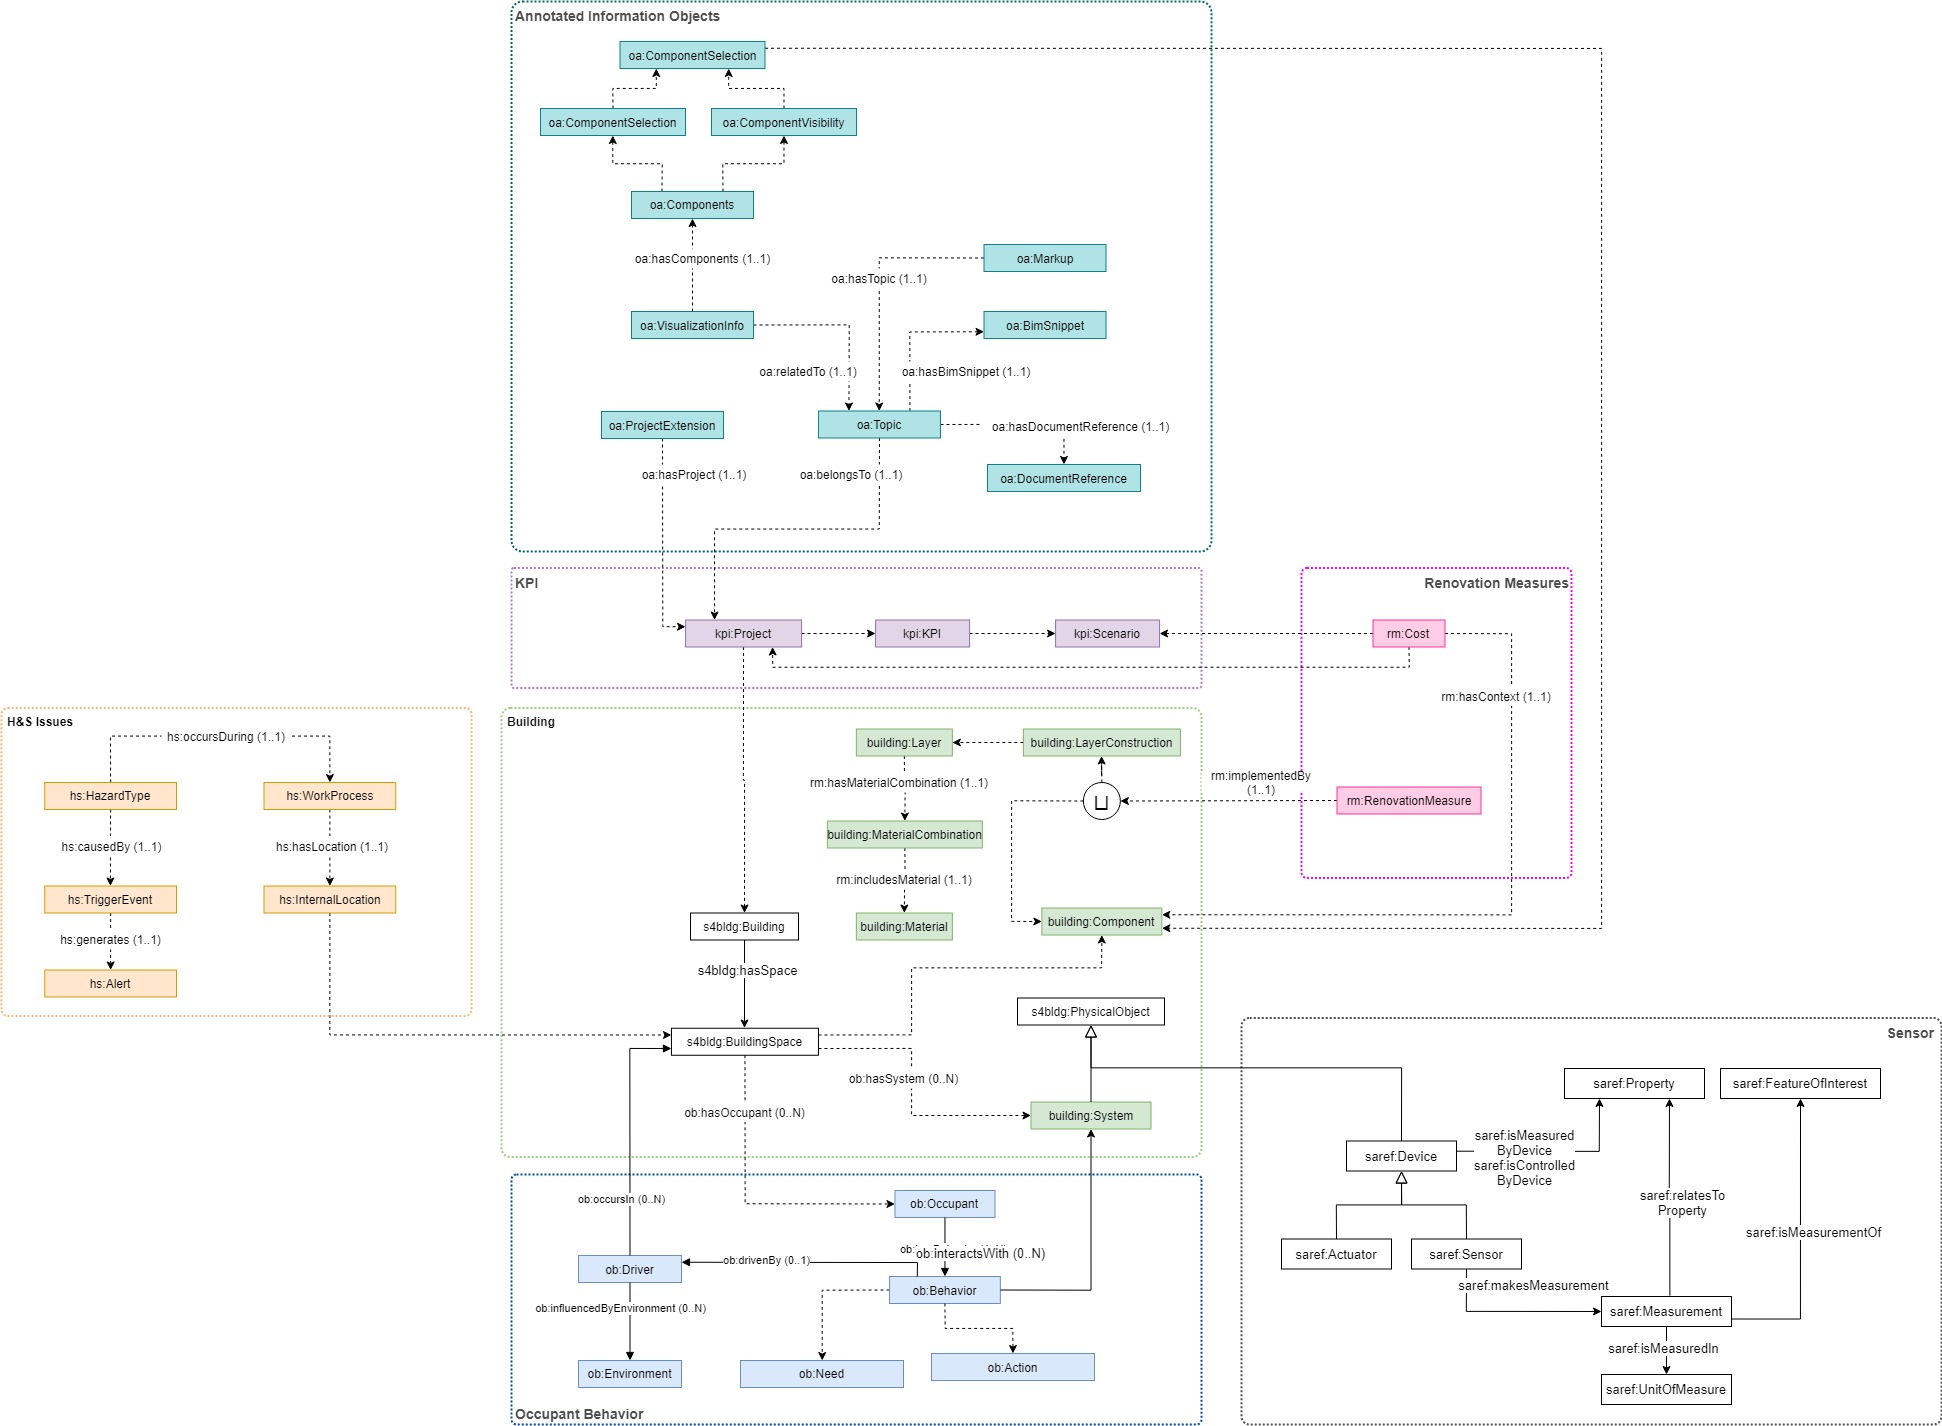 Annotated Information Objects
oa:ComponentSelection
oa:ComponentSelection
oa:ComponentVisibility
oa:Components
oa:hasComponents (1..1)
oa:Markup
oa:hasTopic (1..1)
oa:VisualizationInfo
oa:BimSnippet
oa:relatedTo (1..1)
oa:hasBimSnippet (1..1)
oa:ProjectExtension
oa:Topic
oa:hasDocumentReference (1..1)
oa:hasProject (1..1)
oa:belongsTo (1..1)
oa:DocumentReference
KPI
kpi:Project
kpi:KPI
kpi:Scenario
Renovation Measures
rm:Cost
rm:hasContext (1..1)
rm:implementedBy
(1..1)
rm:RenovationMeasure
H&S Issues
hs:occursDuring (1..1)
hs:HazardType
hs:WorkProcess
hs:causedBy (1..1)
hs:hasLocation (1..1)
hs:TriggerEvent
hs:InternalLocation
hs:generates (1..1)
hs:Alert
Building
building:Layer
building:LayerConstruction
rm:hasMaterialCombination (1..1)
⊔
building:MaterialCombination
rm:includesMaterial (1..1)
building:Material
building:Component
s4bldg:Building
s4bldg:hasSpace
s4bldg:PhysicalObject
s4bldg:BuildingSpace
ob:hasSystem (0..N)
ob:hasOccupant (0..N)
building:System
ob:occursIn (0..N)
ob:Occupant
ob:interactsWith (0..N)
ob:drivenBy (0..1)
ob:Driver
ob:Behavior
ob:influencedByEnvironment (0..N)
ob:Environment
ob:Need
ob:Action
Occupant Behavior
Sensor
saref:Property
saref:FeatureOfInterest
saref:Device
saref:isMeasured
ByDevice
saref:isControlled
ByDevice
saref:relatesTo
Property
saref:isMeasurementOf
saref:Actuator
saref:Sensor
saref:makesMeasurement
saref:Measurement
saref:isMeasuredIn
saref:UnitOfMeasure